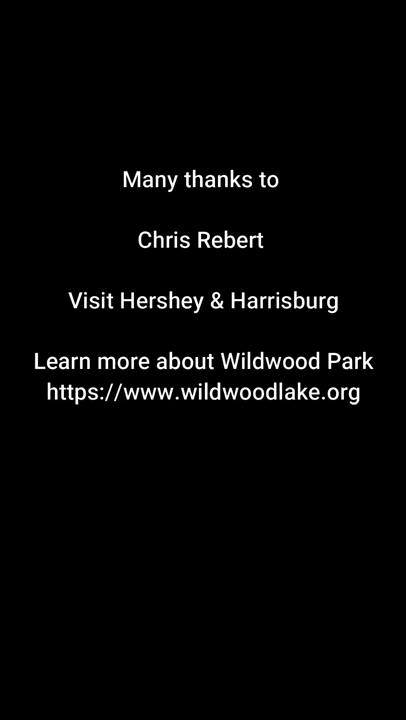 Many thanks to
Chris Rebert
Visit Hershey & Harrisburg
Learn more about Wildwood Park
https://www.wildwoodlake.org